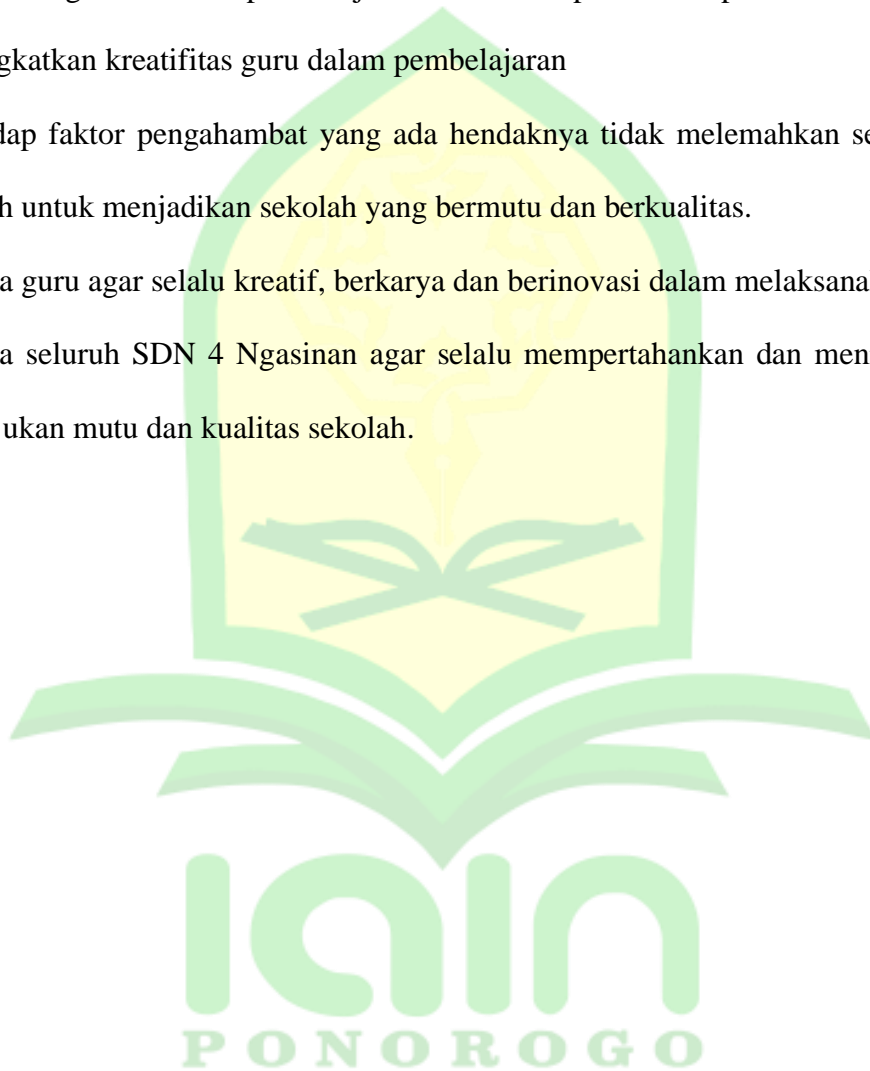 gkatkan kreatifitas guru dalam pembelajaran
dap faktor pengahambat yang ada hendaknya tidak melemahkan se
h untuk menjadikan sekolah yang bermutu dan berkualitas.
a guru agar selalu kreatif, berkarya dan berinovasi dalam melaksana
a seluruh SDN 4 Ngasinan agar selalu mempertahankan dan men
ukan mutu dan kualitas sekolah.
iain
PONOROGO